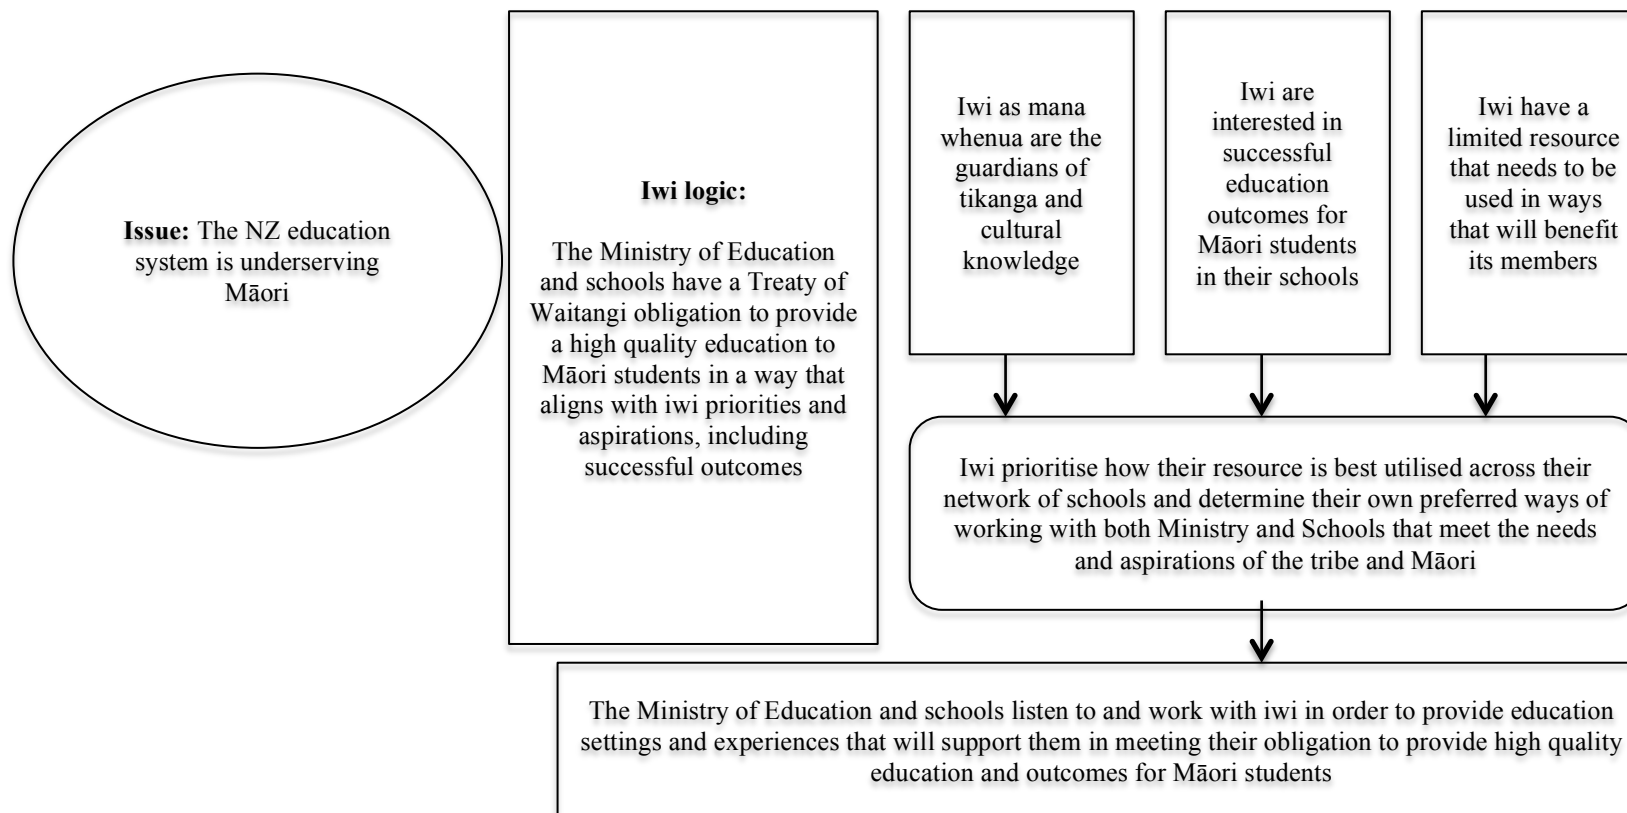 Issue: The NZ education
system is underserving
Māori
Iwi logic:
The Ministry of Education
and schools have a Treaty of
Waitangi obligation to provide
a high quality education to
Māori students in a way that
aligns with iwi priorities and
aspirations, including
successful outcomes
Iwi as mana
whenua are the
guardians of
tikanga and
cultural
knowledge
Iwi are
interested in
successful
education
outcomes for
Māori students
in their schools
Iwi have a
limited resource
that needs to be
used in ways
that will benefit
its members
Iwi prioritise how their resource is best utilised across their
network of schools and determine their own preferred ways of
working with both Ministry and Schools that meet the needs
and aspirations of the tribe and Māori
The Ministry of Education and schools listen to and work with iwi in order to provide education
settings and experiences that will support them in meeting their obligation to provide high quality
education and outcomes for Māori students